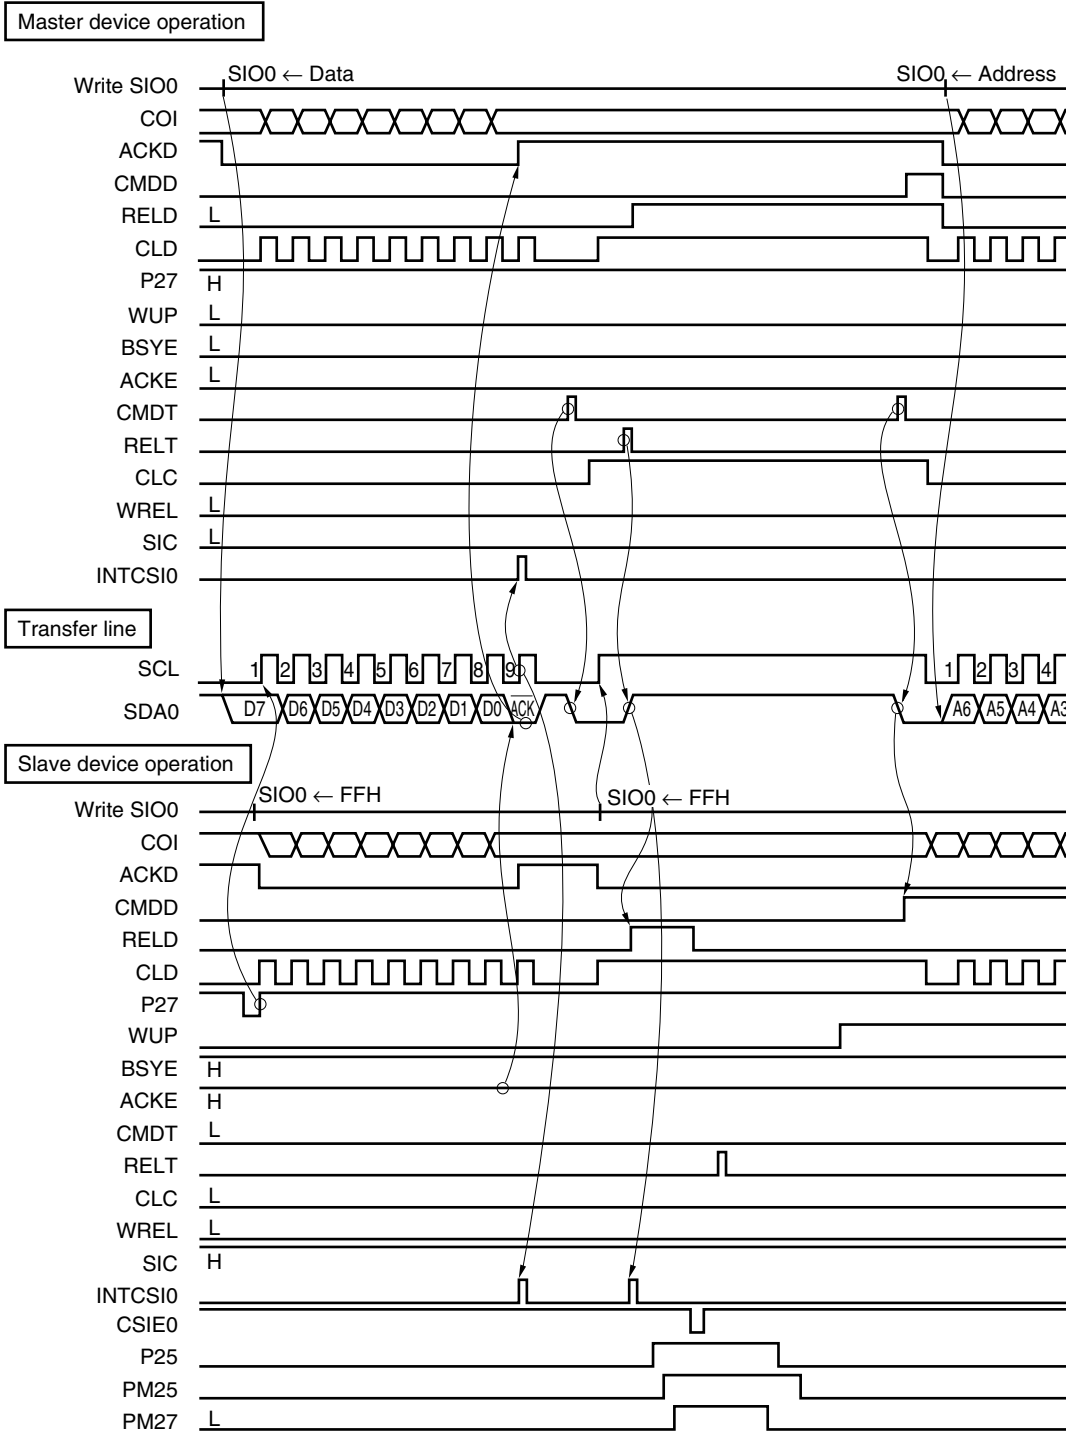 Master device operation
SIO0 ← Data
SIO0 ← Address
Write SIO0
COI
ACKD
CMDD
RELD L
CLD
P27 H
WUP L
BSYE L
ACKE L
CMDT
RELT
CLC
WREL L
SIC L
INTCSI0
Transfer line
SCL 1 2 3 4 5 6 7 8 9 1 2 3 4
SDA0 D7 D6 D5 D4 D3 D2 D1 D0 ACK A6 A5 A4 A3
Slave device operation
SIO0 ← FFH
SIO0 ← FFH
Write SIO0
COI
ACKD
CMDD
RELD
CLD
P27
WUP
BSYE H
ACKE H
CMDT L
RELT
CLC L
WREL L
SIC H
INTCSI0
CSIE0
P25
PM25
PM27 L